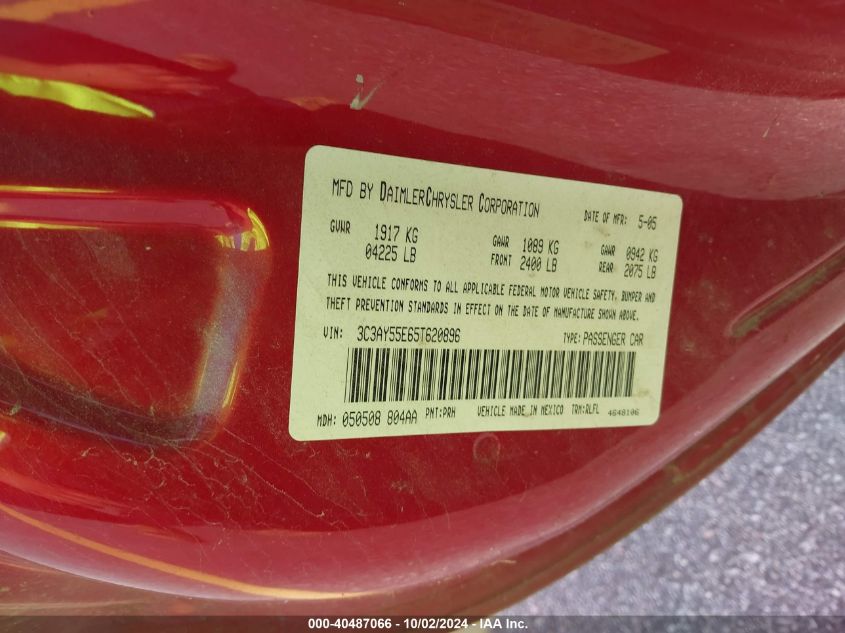 MFD BY DAIMLERCHRYSLER CORPORATION DATE OF MFR: 5-05
GVWR 1917 KG GAWR 1089 KG GAWR 0942 KG
04225 LB FRONT 2400 LB REAR 2075 LB
THIS VEHICLE CONFORMS TO ALL APPLICABLE FEDERAL MOTOR VEHICLE SAFETY, BUMPER AND
THEFT PREVENTION STANDARDS IN EFFECT ON THE DATE OF MANUFACTURE SHOWN ABOVE.
VIN: 3C3AY55E65T620896 TYPE: PASSENGER CAR
MDH: 050508 804AA PNT:PRH VEHICLE MADE IN MEXICO TRM:RLFL 4648106
000-40487066 - 10/02/2024 - IAA Inc.